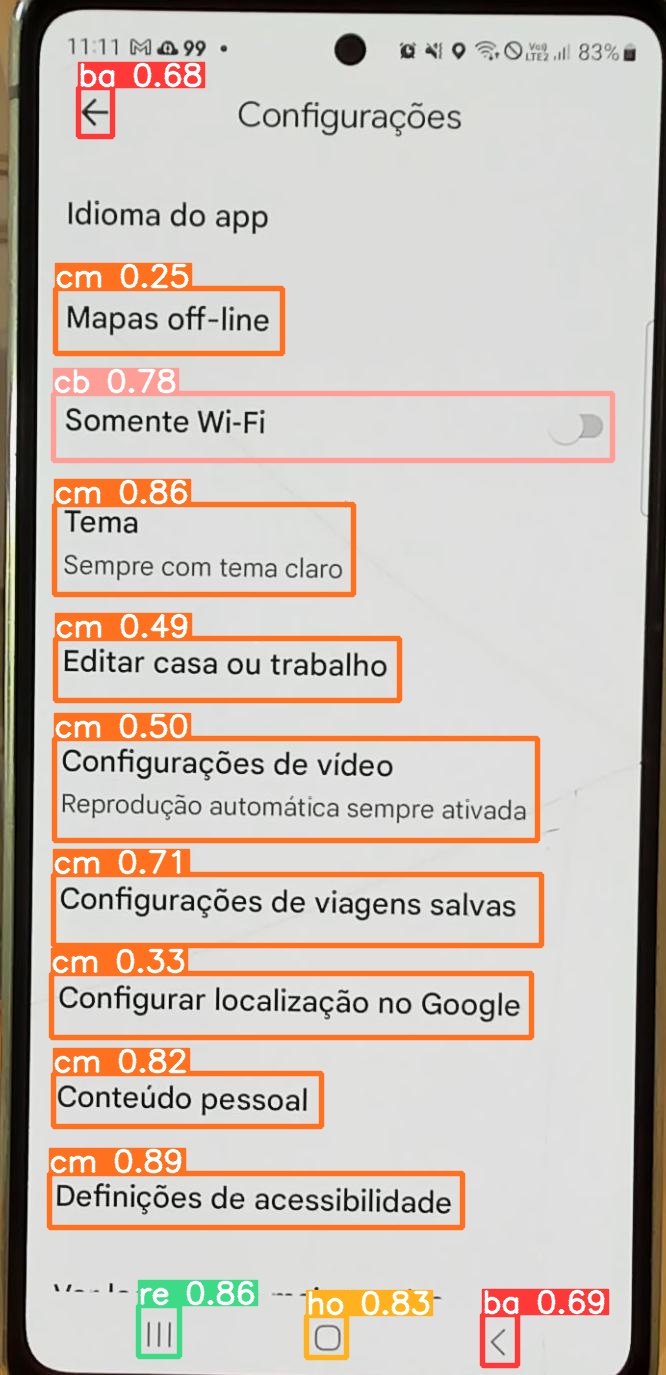 11:11 99 VoD LTE2 83%
ba 0.68
Configurações
Idioma do app
cm 0.25
Mapas off-line
cb 0.78
Somente Wi-Fi
cm 0.86
Tema
Sempre com tema claro
cm 0.49
Editar casa ou trabalho
cm 0.50
Configurações de vídeo
Reprodução automática sempre ativada
cm 0.71
Configurações de viagens salvas
cm 0.33
Configurar localização no Google
cm 0.82
Conteúdo pessoal
cm 0.89
Definições de acessibilidade
re 0.86 ho 0.83 ba 0.69